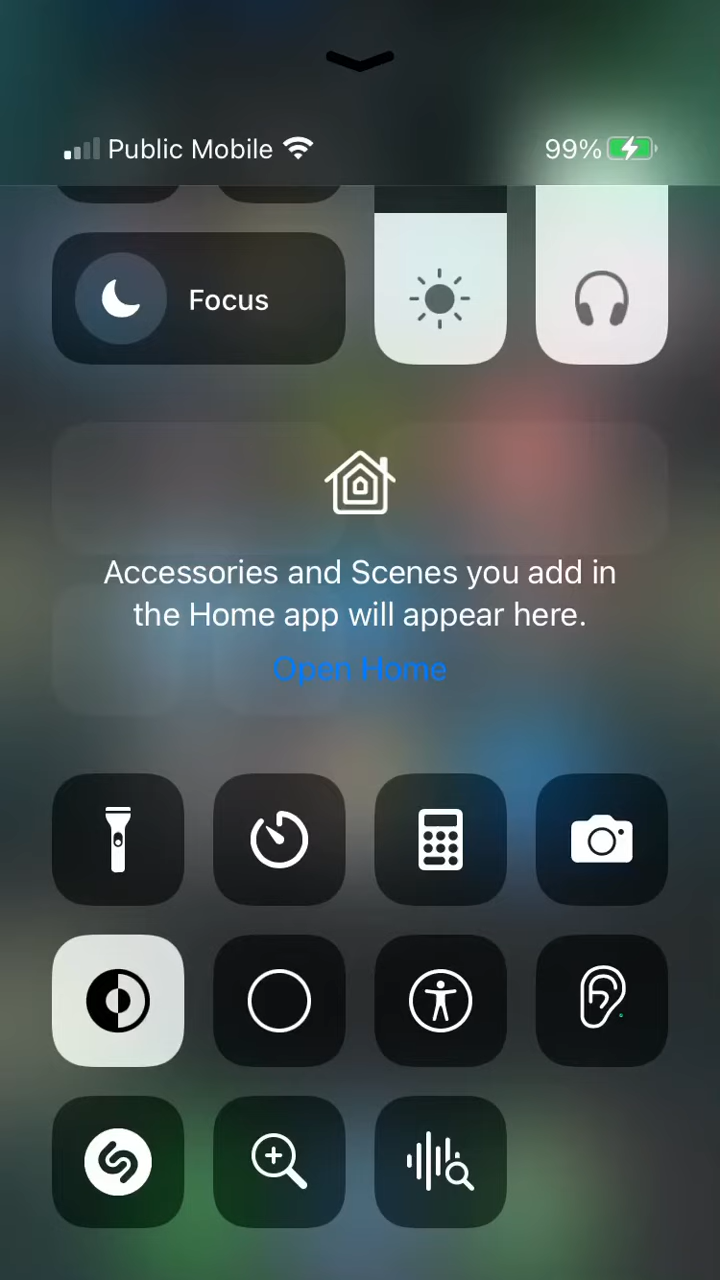 Public Mobile
99%
Focus
Accessories and Scenes you add in
the Home app will appear here.
Open Home